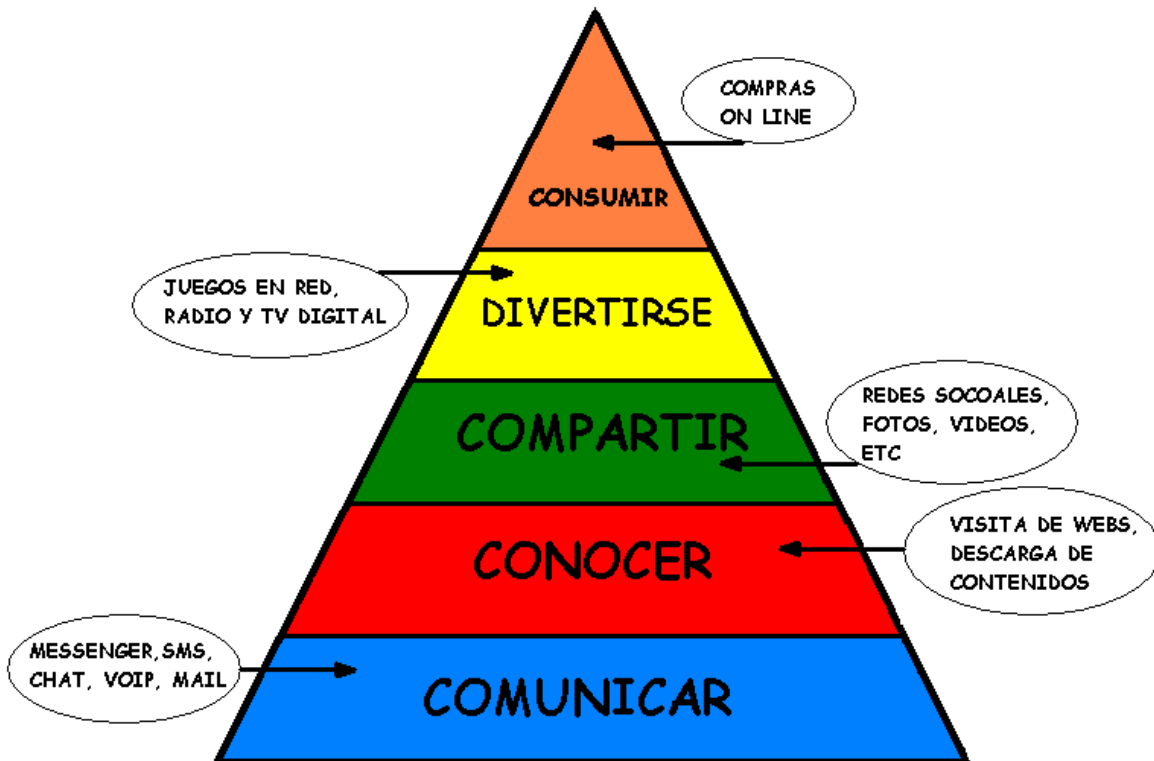 COMPRAS
ON LINE
CONSUMIR
JUEGOS EN RED,
RADIO Y TV DIGITAL
DIVERTIRSE
REDES SOCOALES,
FOTOS, VIDEOS,
ETC
COMPARTIR
VISITA DE WEBS,
DESCARGA DE
CONTENIDOS
CONOCER
MESSENGER,SMS,
CHAT, VOIP, MAIL
COMUNICAR